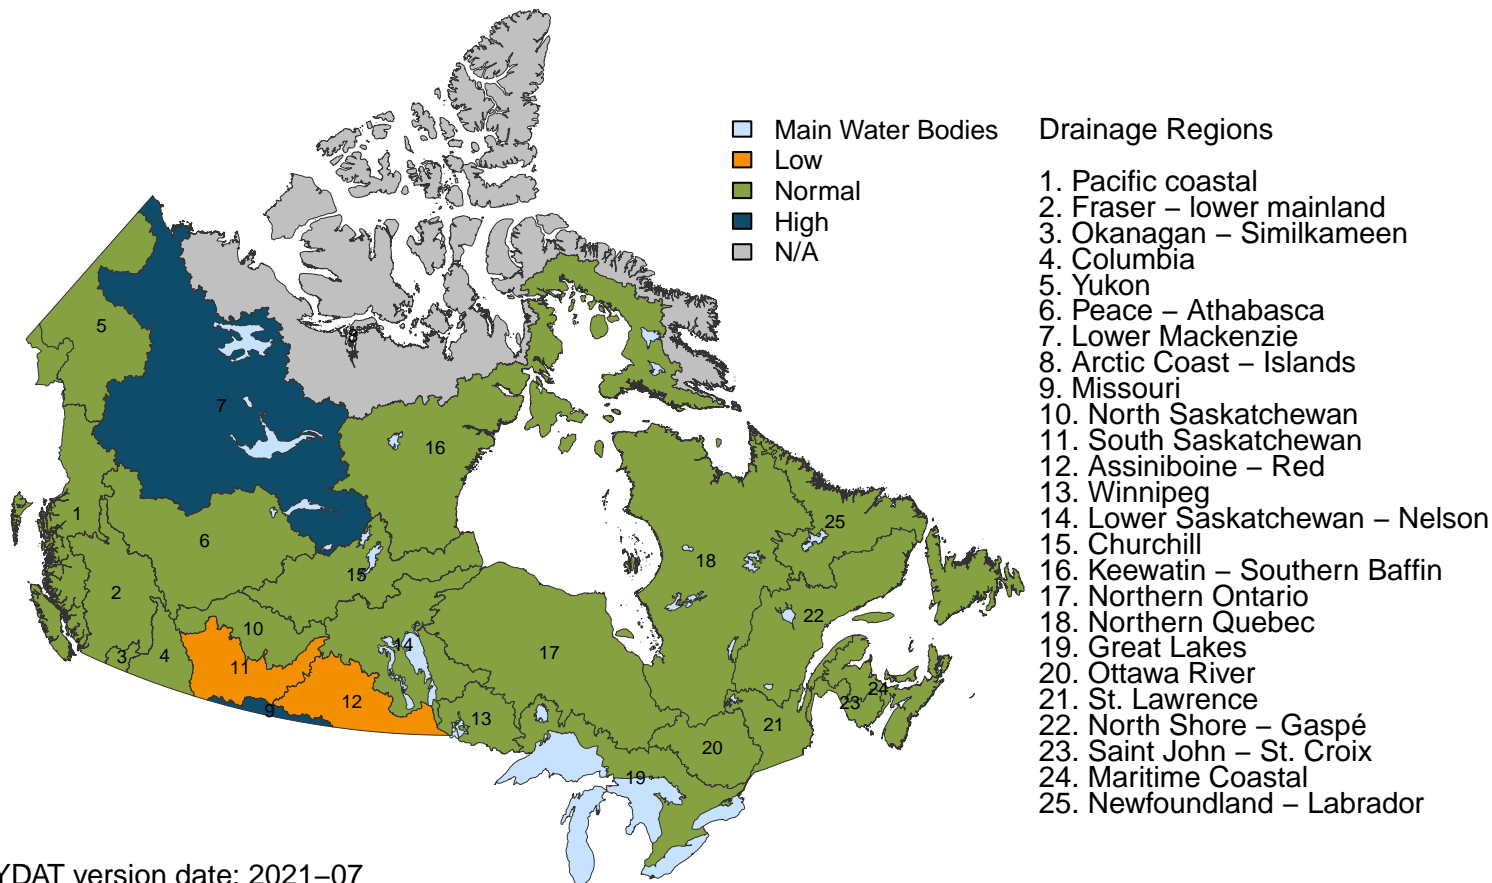 Main Water Bodies
Low
Normal
High
N/A
Drainage Regions
1. Pacific coastal
2. Fraser – lower mainland
3. Okanagan – Similkameen
4. Columbia
5. Yukon
6. Peace – Athabasca
7. Lower Mackenzie
8. Arctic Coast – Islands
9. Missouri
10. North Saskatchewan
11. South Saskatchewan
12. Assiniboine – Red
13. Winnipeg
14. Lower Saskatchewan – Nelson
15. Churchill
16. Keewatin – Southern Baffin
17. Northern Ontario
18. Northern Quebec
19. Great Lakes
20. Ottawa River
21. St. Lawrence
22. North Shore – Gaspé
23. Saint John – St. Croix
24. Maritime Coastal
25. Newfoundland – Labrador
5
8
7
16
1
25
6
18
15
2
22
10
14
17
3
4
11
24
12
23
9
13
21
20
19
YDAT version date: 2021–07